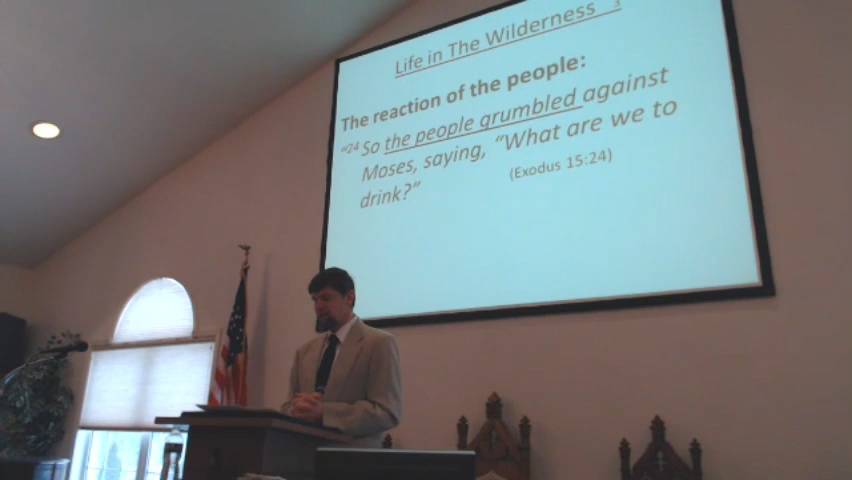 Life in The Wilderness 3
The reaction of the people:
“24 So the people grumbled against
Moses, saying, “What are we to
drink?” (Exodus 15:24)